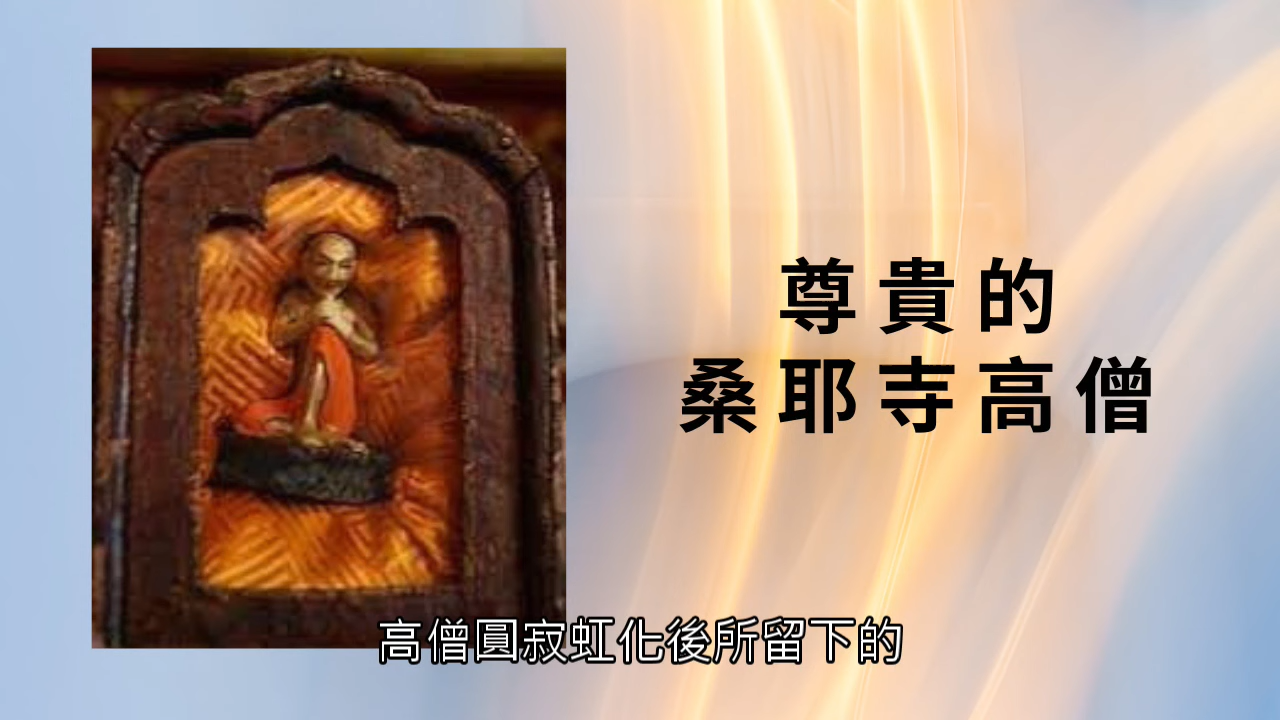 尊貴的
桑耶寺高僧
高僧圓寂虹化後所留下的